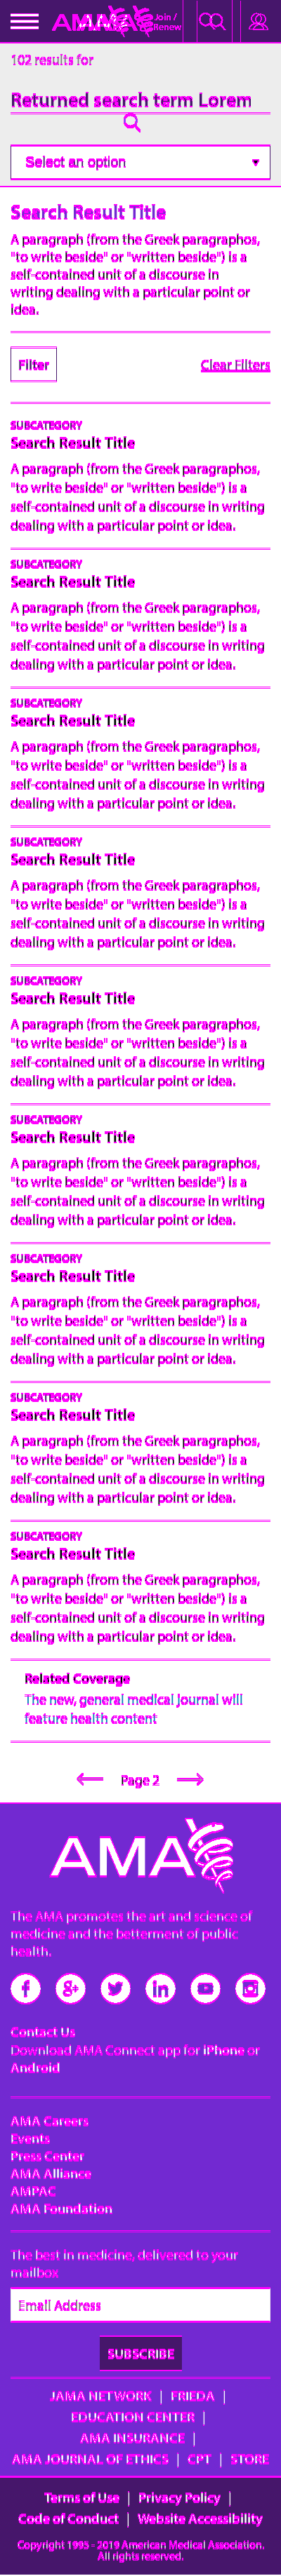 Join /
Renew
102 results for
Returned search term Lorem
Select an option
Search Result Title
A paragraph (from the Greek paragraphos,
"to write beside" or "written beside") is a
self-contained unit of a discourse in
writing dealing with a particular point or
idea.
Filter
Clear Filters
SUBCATEGORY
Search Result Title
A paragraph (from the Greek paragraphos,
"to write beside" or "written beside") is a
self-contained unit of a discourse in writing
dealing with a particular point or idea.
SUBCATEGORY
Search Result Title
A paragraph (from the Greek paragraphos,
"to write beside" or "written beside") is a
self-contained unit of a discourse in writing
dealing with a particular point or idea.
SUBCATEGORY
Search Result Title
A paragraph (from the Greek paragraphos,
"to write beside" or "written beside") is a
self-contained unit of a discourse in writing
dealing with a particular point or idea.
SUBCATEGORY
Search Result Title
A paragraph (from the Greek paragraphos,
"to write beside" or "written beside") is a
self-contained unit of a discourse in writing
dealing with a particular point or idea.
SUBCATEGORY
Search Result Title
A paragraph (from the Greek paragraphos,
"to write beside" or "written beside") is a
self-contained unit of a discourse in writing
dealing with a particular point or idea.
SUBCATEGORY
Search Result Title
A paragraph (from the Greek paragraphos,
"to write beside" or "written beside") is a
self-contained unit of a discourse in writing
dealing with a particular point or idea.
SUBCATEGORY
Search Result Title
A paragraph (from the Greek paragraphos,
"to write beside" or "written beside") is a
self-contained unit of a discourse in writing
dealing with a particular point or idea.
SUBCATEGORY
Search Result Title
A paragraph (from the Greek paragraphos,
"to write beside" or "written beside") is a
self-contained unit of a discourse in writing
dealing with a particular point or idea.
SUBCATEGORY
Search Result Title
A paragraph (from the Greek paragraphos,
"to write beside" or "written beside") is a
self-contained unit of a discourse in writing
dealing with a particular point or idea.
Related Coverage
The new, general medical journal will
feature health content
Page 2
AMA
The AMA promotes the art and science of
medicine and the betterment of public
health.
Contact Us
Download AMA Connect app for iPhone or
Android
AMA Careers
Events
Press Center
AMA Alliance
AMPAC
AMA Foundation
The best in medicine, delivered to your
mailbox
Email Address
SUBSCRIBE
JAMA NETWORK | FRIEDA |
EDUCATION CENTER |
AMA INSURANCE |
AMA JOURNAL OF ETHICS | CPT | STORE
Terms of Use | Privacy Policy |
Code of Conduct | Website Accessibility
Copyright 1995 - 2019 American Medical Association.
All rights reserved.